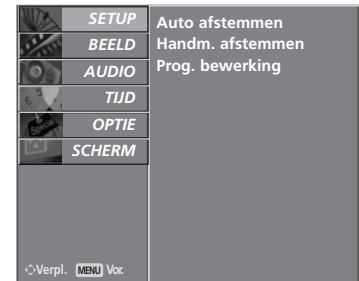 SETUP
BEELD
AUDIO
TIJD
OPTIE
SCHERM
Auto afstemmen
Handm. afstemmen
Prog. bewerking
Verpl. MENU Vor.